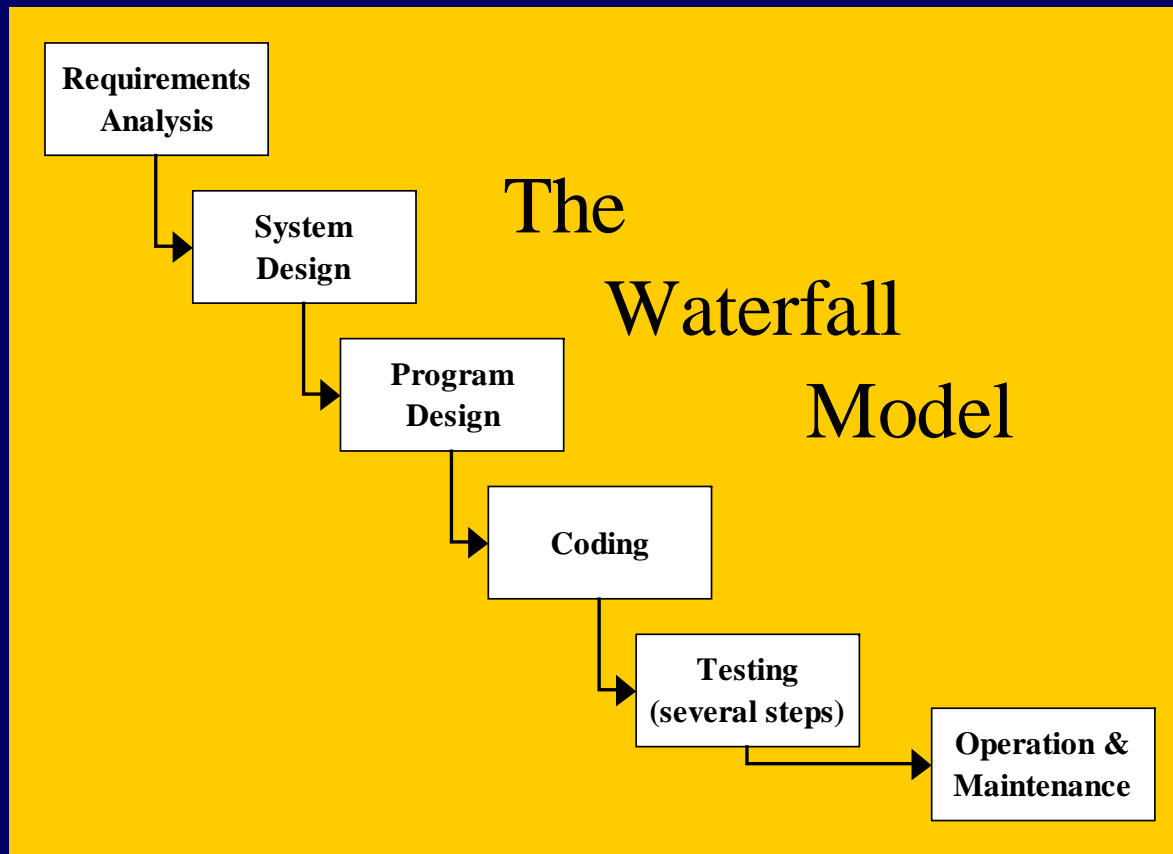 Requirements
Analysis
System
Design
The
Waterfall
Model
Program
Design
Coding
Testing
(several steps)
Operation &
Maintenance